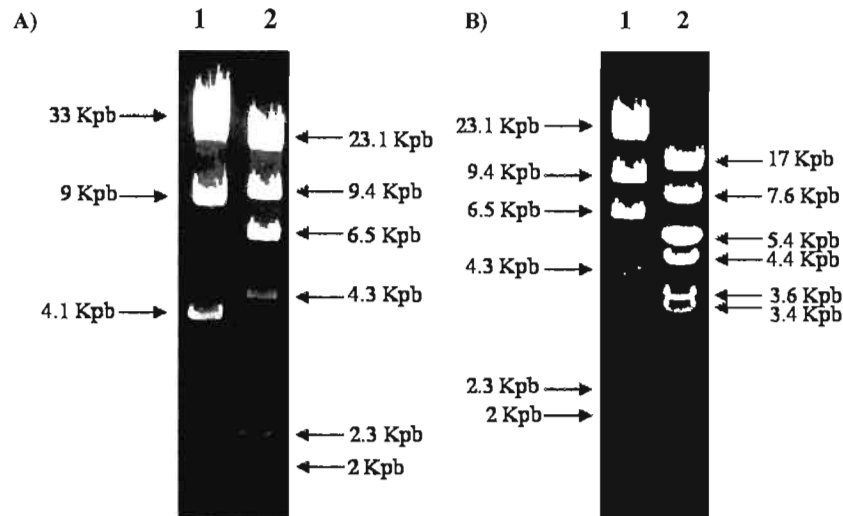 A)
1 2
33 Kpb
9 Kpb
4.1 Kpb
23.1 Kpb
9.4 Kpb
6.5 Kpb
4.3 Kpb
2.3 Kpb
2 Kpb
B)
1 2
23.1 Kpb
9.4 Kpb
6.5 Kpb
4.3 Kpb
2.3 Kpb
2 Kpb
17 Kpb
7.6 Kpb
5.4 Kpb
4.4 Kpb
3.6 Kpb
3.4 Kpb